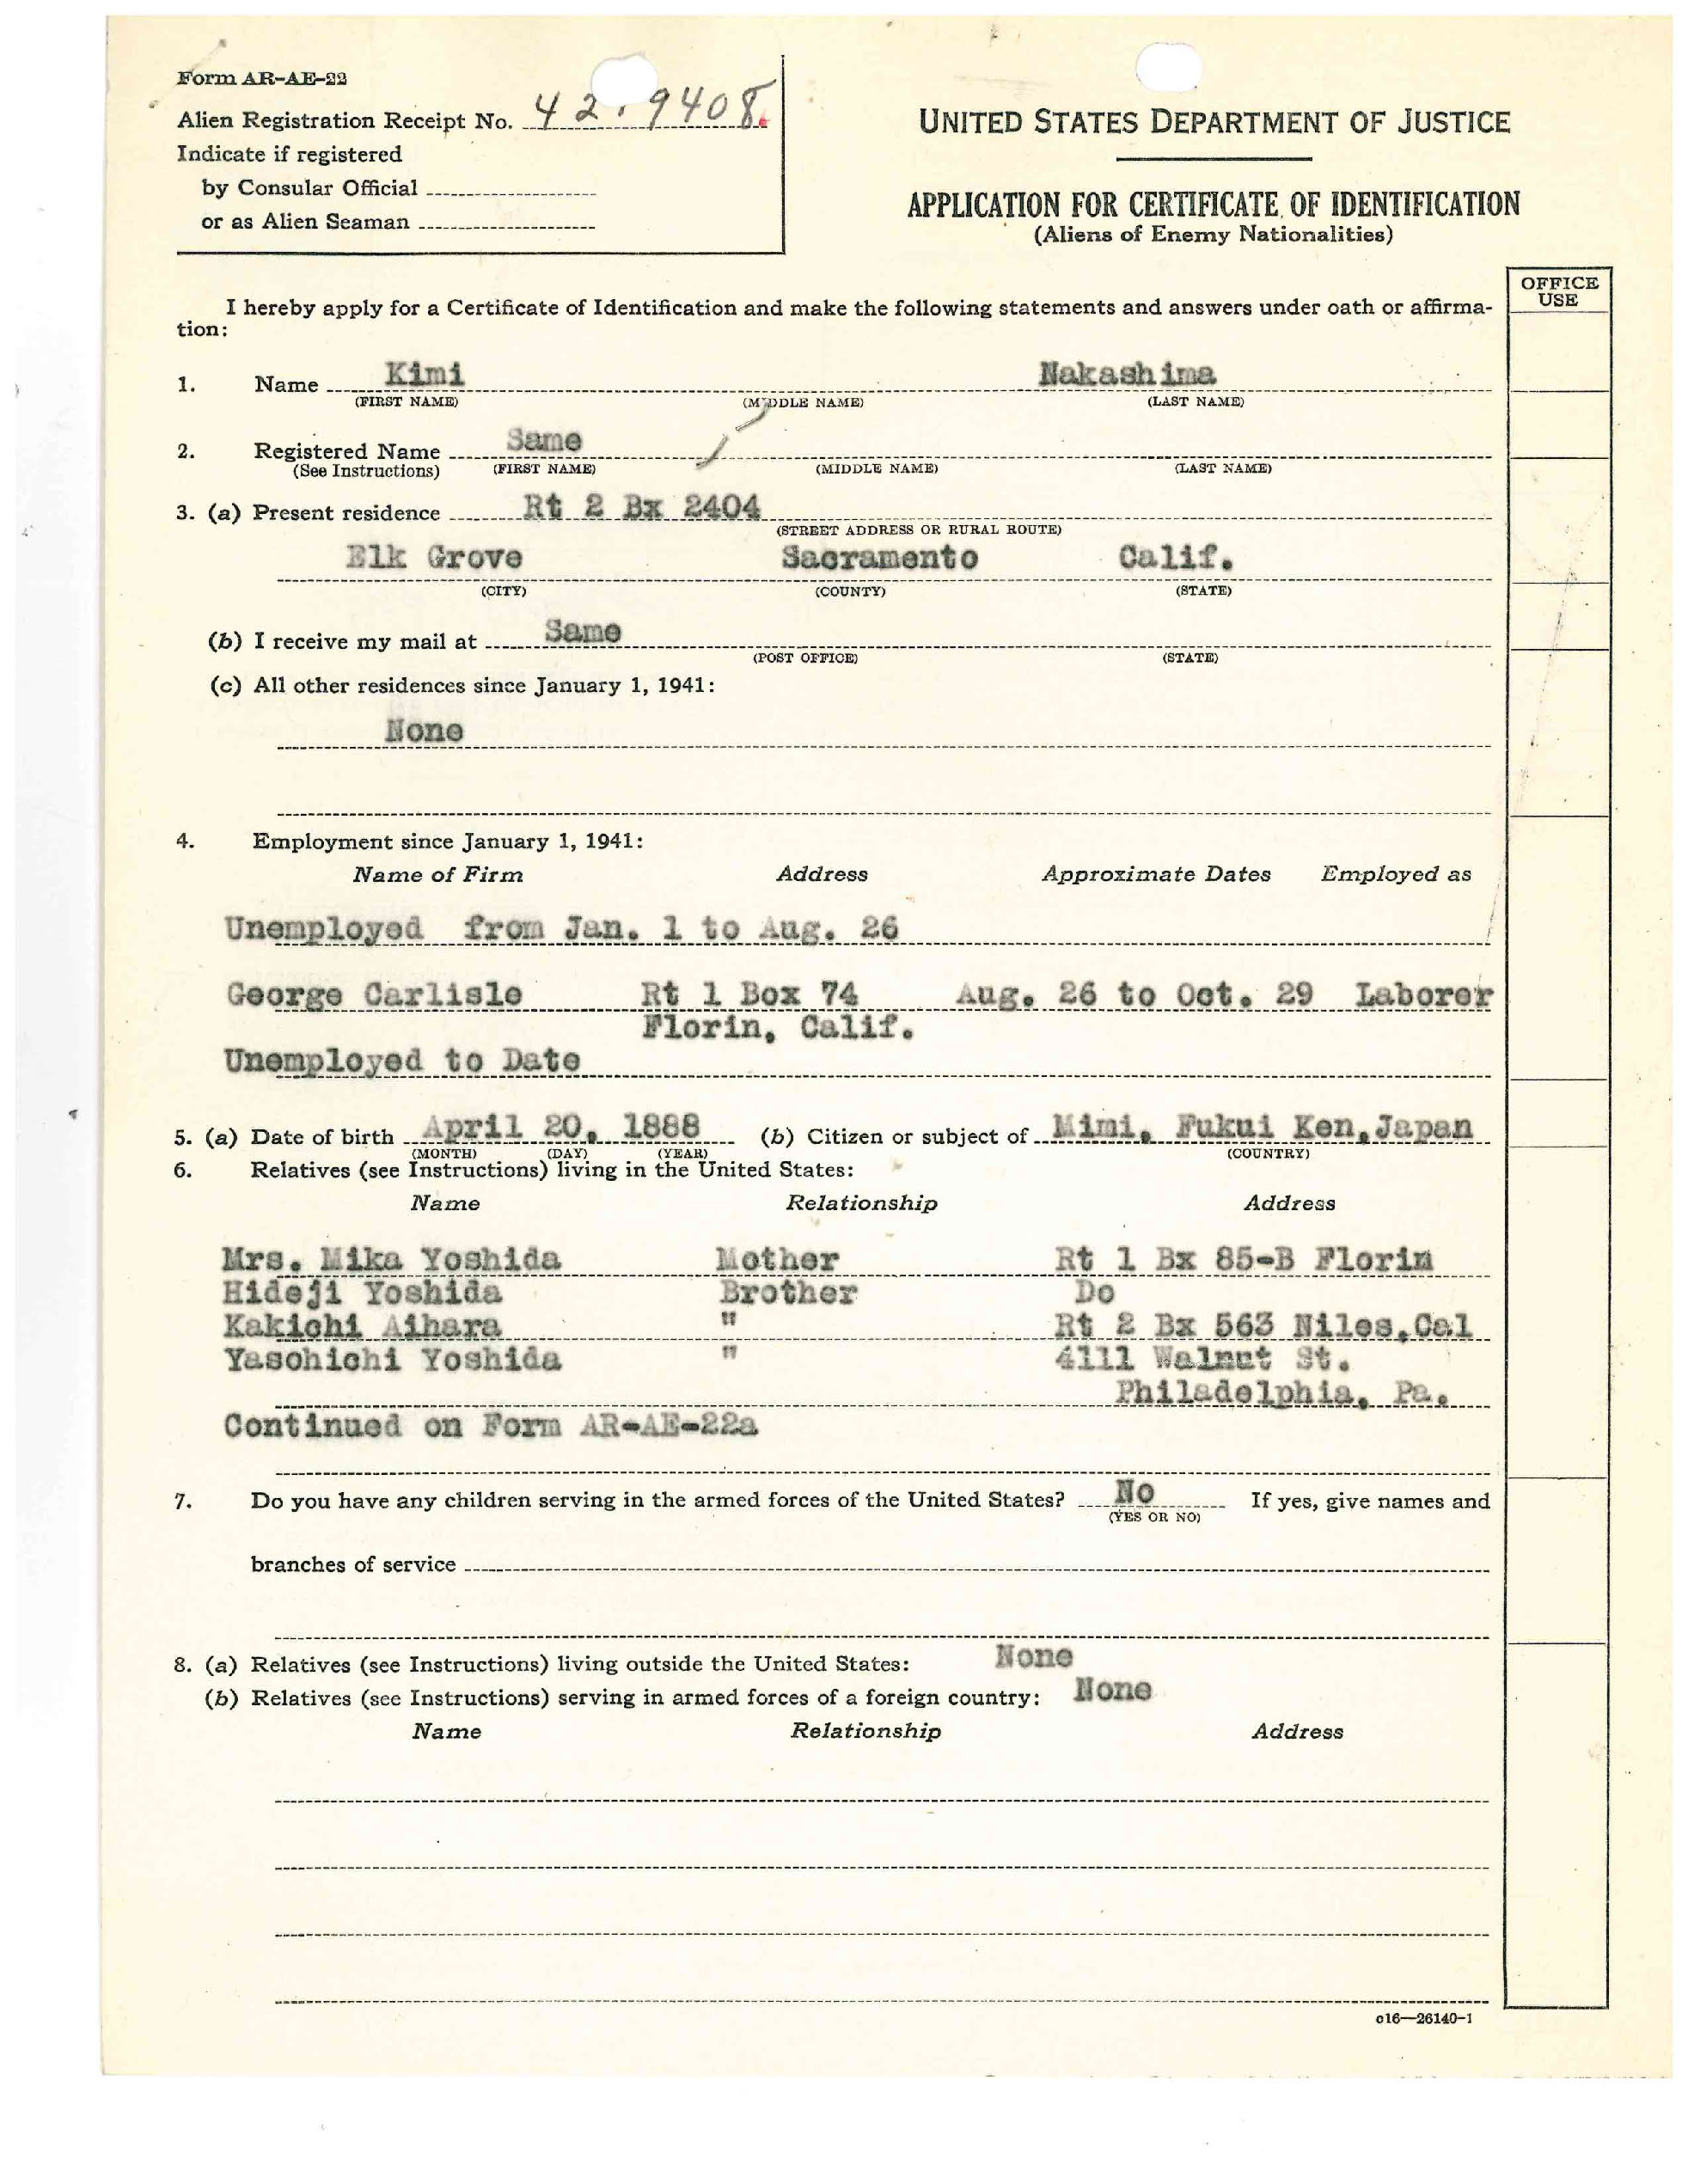 Form AR-AE-22
Alien Registration Receipt No. 42.9408.
Indicate if registered
by Consular Official
or as Alien Seaman
UNITED STATES DEPARTMENT OF JUSTICE
APPLICATION FOR CERTIFICATE OF IDENTIFICATION
(Aliens of Enemy Nationalities)
OFFICE
USE
I hereby apply for a Certificate of Identification and make the following statements and answers under oath or affirma-
tion:
1. Name Kimi Nakashima
(FIRST NAME) (MIDDLE NAME) (LAST NAME)
2. Registered Name Same
(See Instructions) (FIRST NAME) (MIDDLE NAME) (LAST NAME)
3. (a) Present residence Rt 2 Bx 2404
(STREET ADDRESS OR RURAL ROUTE)
Elk Grove Sacramento Calif.
(CITY) (COUNTY) (STATE)
(b) I receive my mail at Same
(POST OFFICE) (STATE)
(c) All other residences since January 1, 1941:
None
4. Employment since January 1, 1941:
Name of Firm Address Approximate Dates Employed as
Unemployed from Jan. 1 to Aug. 26
George Carlisle Rt 1 Box 74 Aug. 26 to Oct. 29 Laborer
Florin, Calif.
Unemployed to Date
5. (a) Date of birth April 20, 1888 (b) Citizen or subject of Mimi, Fukui Ken, Japan
(MONTH) (DAY) (YEAR) (COUNTRY)
6. Relatives (see Instructions) living in the United States:
Name Relationship Address
Mrs. Mika Yoshida Mother Rt 1 Bx 85-B Florin
Hideji Yoshida Brother Do
Kakichi Aihara " Rt 2 Bx 563 Niles, Cal
Yasohichi Yoshida " 4111 Walnut St.
Philadelphia, Pa.
Continued on Form AR-AE-22a
7. Do you have any children serving in the armed forces of the United States? No If yes, give names and
(YES OR NO)
branches of service
8. (a) Relatives (see Instructions) living outside the United States: None
(b) Relatives (see Instructions) serving in armed forces of a foreign country: None
Name Relationship Address
c16—26140-1